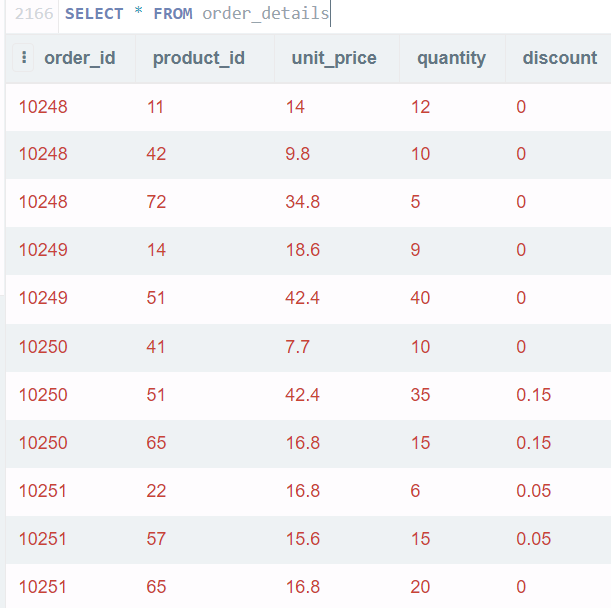 2166 SELECT * FROM order_details
order_id product_id unit_price quantity discount
10248 11 14 12 0
10248 42 9.8 10 0
10248 72 34.8 5 0
10249 14 18.6 9 0
10249 51 42.4 40 0
10250 41 7.7 10 0
10250 51 42.4 35 0.15
10250 65 16.8 15 0.15
10251 22 16.8 6 0.05
10251 57 15.6 15 0.05
10251 65 16.8 20 0